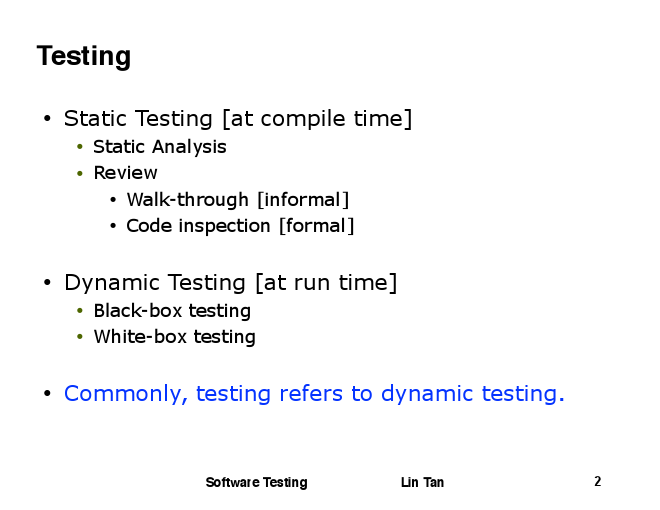 Testing
• Static Testing [at compile time]
• Static Analysis
• Review
• Walk-through [informal]
• Code inspection [formal]
• Dynamic Testing [at run time]
• Black-box testing
• White-box testing
• Commonly, testing refers to dynamic testing.
Software Testing Lin Tan 2